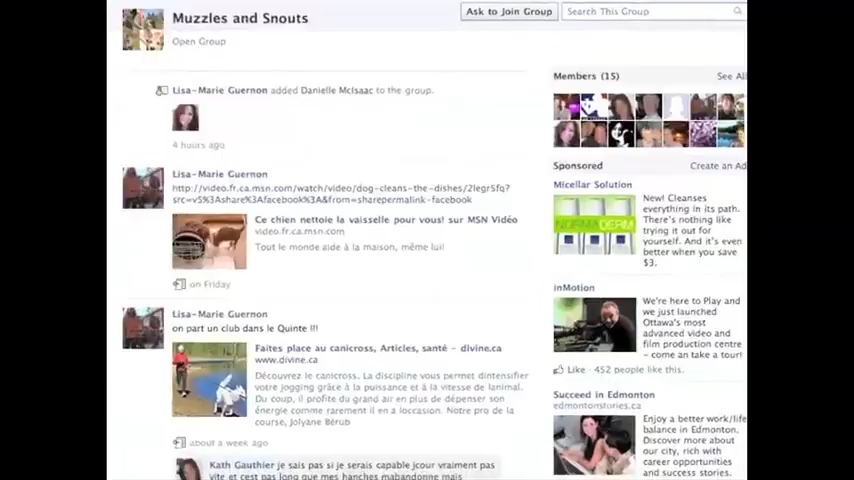 Muzzles and Snouts
Ask to Join Group
Search This Group
Open Group
Lisa-Marie Guernon added Danielle McIsaac to the group.
4 hours ago
Lisa-Marie Guernon
http://video.fr.ca.msn.com/watch/video/dog-cleans-the-dishes/2legr5fq?
src=v5%3Ashare%3Afacebook%3A&from=sharepermalink-facebook
Ce chien nettoie la vaisselle pour vous! sur MSN Vidéo
video.fr.ca.msn.com
Tout le monde aide à la maison, même lui!
on Friday
Lisa-Marie Guernon
on part un club dans le Quinte !!!
Faites place au canicross, Articles, santé - divine.ca
www.divine.ca
Découvrez le canicross. La discipline vous permet dintensifier
votre jogging grâce à la puissance et à la vitesse de lanimal.
Du coup, il profite du grand air en plus de dépenser son
énergie comme rarement il en a loccasion. Notre pro de la
course, Jolyane Bérub
about a week ago
Kath Gauthier je sais pas si je serais capable jcour vraiment pas
vite et cest pas long que mes hanches mabandonne mais
Members (15)
See All
Sponsored
Create an Ad
Micellar Solution
NORMADERM
New! Cleanses
everything in its path.
There's nothing like
trying it out for
yourself. And it's even
better when you save
$3.
inMotion
We're here to Play and
we just launched
Ottawa's most
advanced video and
film production centre
- come an take a tour!
Like · 452 people like this.
Succeed in Edmonton
edmontonstories.ca
Enjoy a better work/life
balance in Edmonton.
Discover more about
our city, rich with
career opportunities
and success stories.